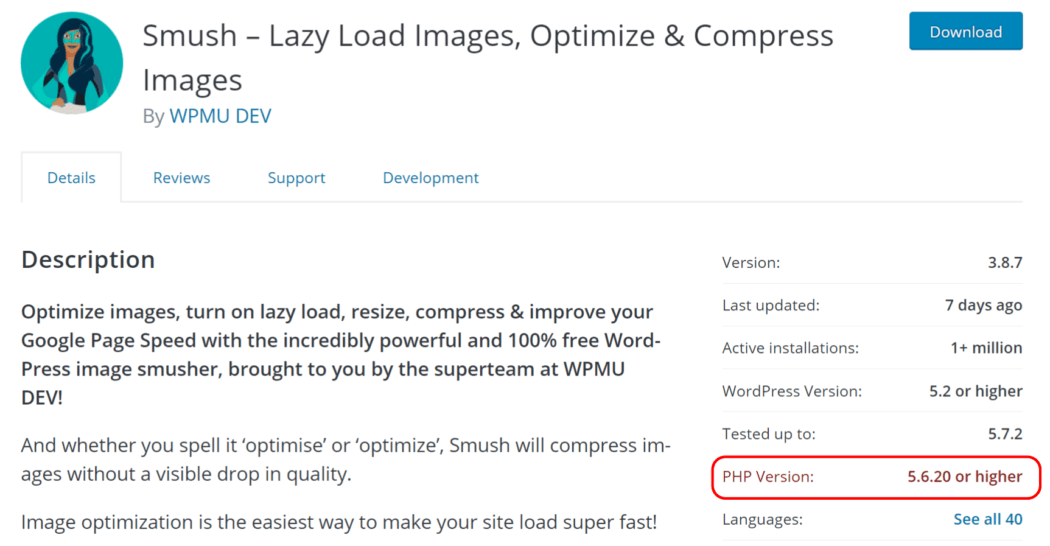 Smush – Lazy Load Images, Optimize & Compress
Images
By WPMU DEV
Download
Details
Reviews
Support
Development
Description
Optimize images, turn on lazy load, resize, compress & improve your
Google Page Speed with the incredibly powerful and 100% free Word-
Press image smusher, brought to you by the superteam at WPMU
DEV!
And whether you spell it ‘optimise’ or ‘optimize’, Smush will compress im-
ages without a visible drop in quality.
Image optimization is the easiest way to make your site load super fast!
Version: 3.8.7
Last updated: 7 days ago
Active installations: 1+ million
WordPress Version: 5.2 or higher
Tested up to: 5.7.2
PHP Version: 5.6.20 or higher
Languages: See all 40